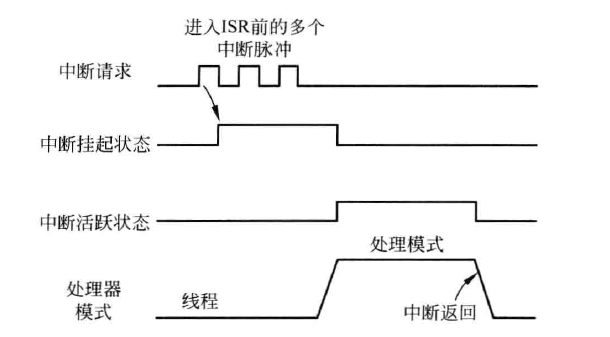 进入ISR前的多个
中断脉冲
中断请求
中断挂起状态
中断活跃状态
处理模式
处理器
模式
线程
中断返回